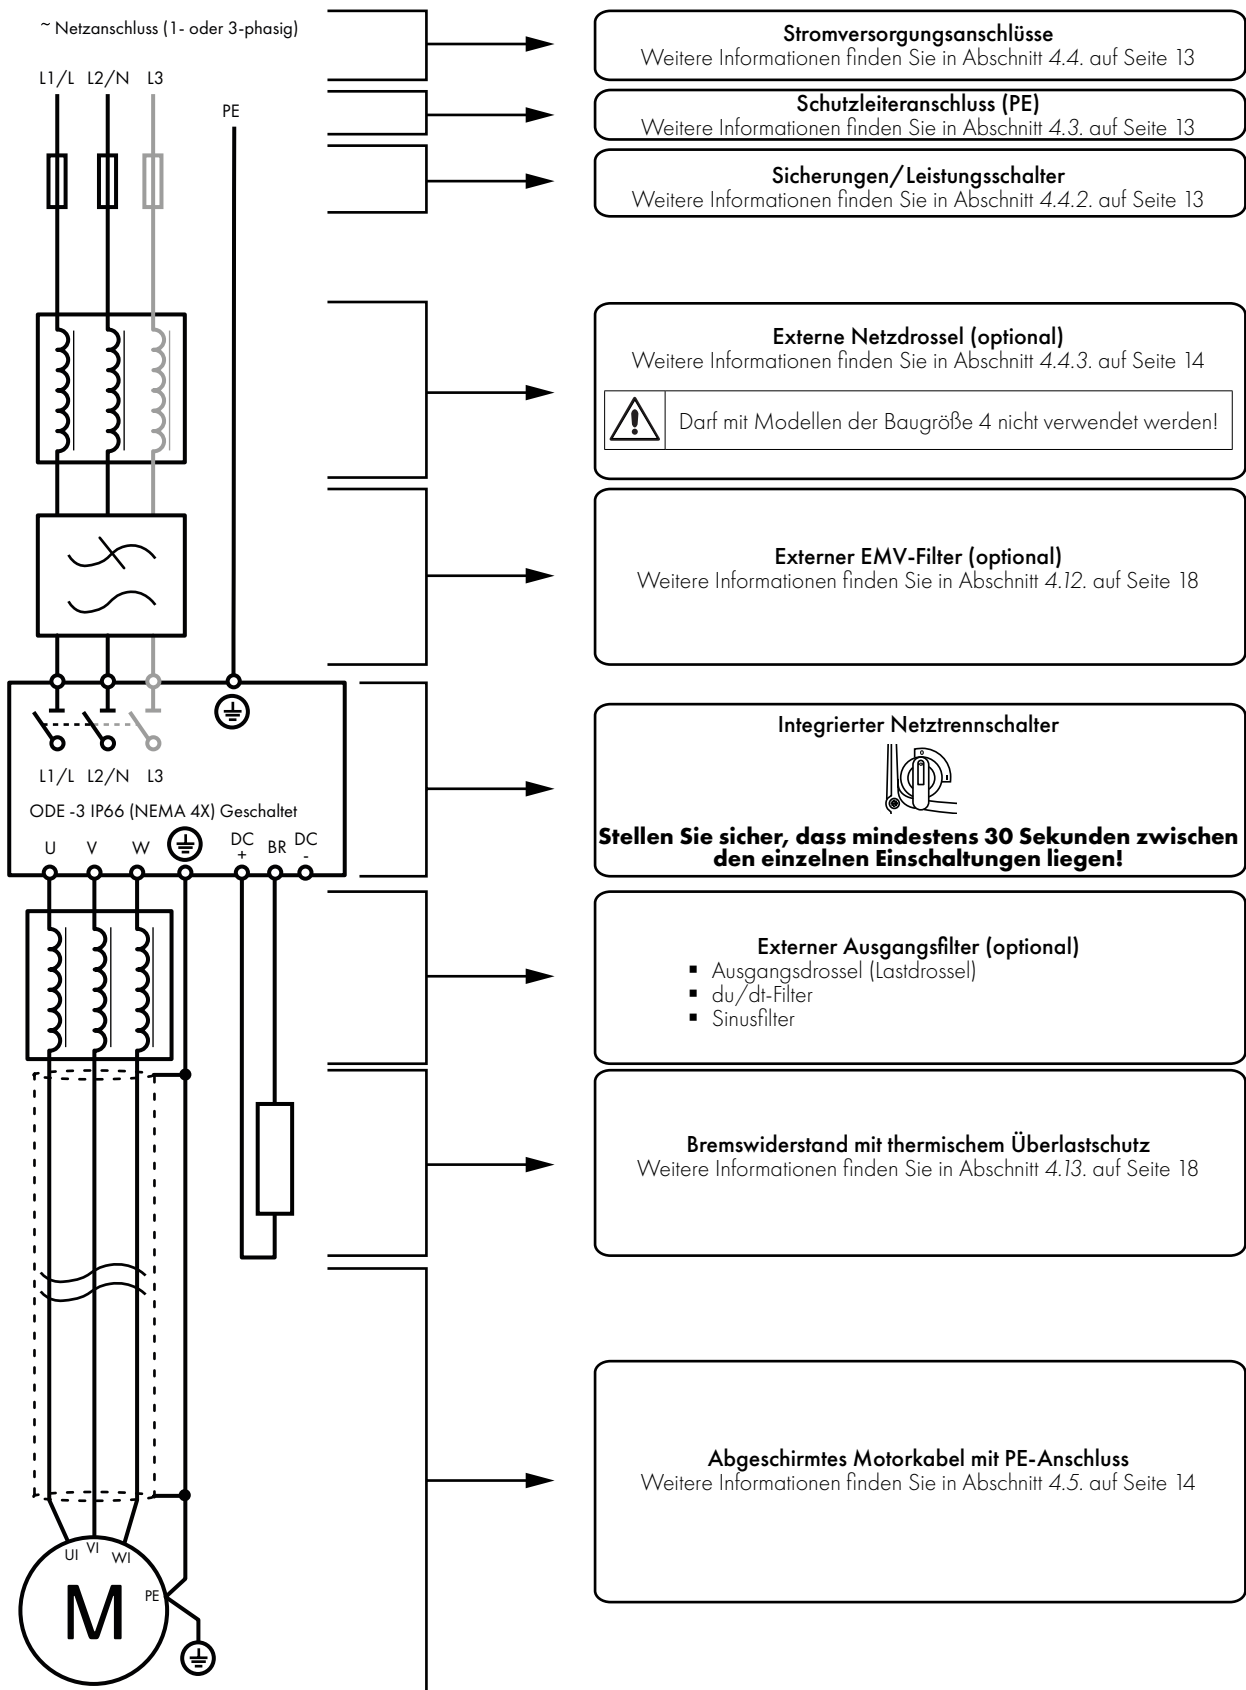 ~ Netzanschluss (1- oder 3-phasig)
L1/L L2/N L3
PE
Stromversorgungsanschlüsse
Weitere Informationen finden Sie in Abschnitt 4.4. auf Seite 13
Schutzleiteranschluss (PE)
Weitere Informationen finden Sie in Abschnitt 4.3. auf Seite 13
Sicherungen/Leistungsschalter
Weitere Informationen finden Sie in Abschnitt 4.4.2. auf Seite 13
Externe Netzdrossel (optional)
Weitere Informationen finden Sie in Abschnitt 4.4.3. auf Seite 14
Darf mit Modellen der Baugröße 4 nicht verwendet werden!
Externer EMV-Filter (optional)
Weitere Informationen finden Sie in Abschnitt 4.12. auf Seite 18
L1/L L2/N L3
ODE -3 IP66 (NEMA 4X) Geschaltet
U V W DC + BR DC -
Integrierter Netztrennschalter
O
I
Stellen Sie sicher, dass mindestens 30 Sekunden zwischen
den einzelnen Einschaltungen liegen!
Externer Ausgangsfilter (optional)
▪ Ausgangsdrossel (Lastdrossel)
▪ du/dt-Filter
▪ Sinusfilter
Bremswiderstand mit thermischem Überlastschutz
Weitere Informationen finden Sie in Abschnitt 4.13. auf Seite 18
Abgeschirmtes Motorkabel mit PE-Anschluss
Weitere Informationen finden Sie in Abschnitt 4.5. auf Seite 14
UI VI WI
PE
M